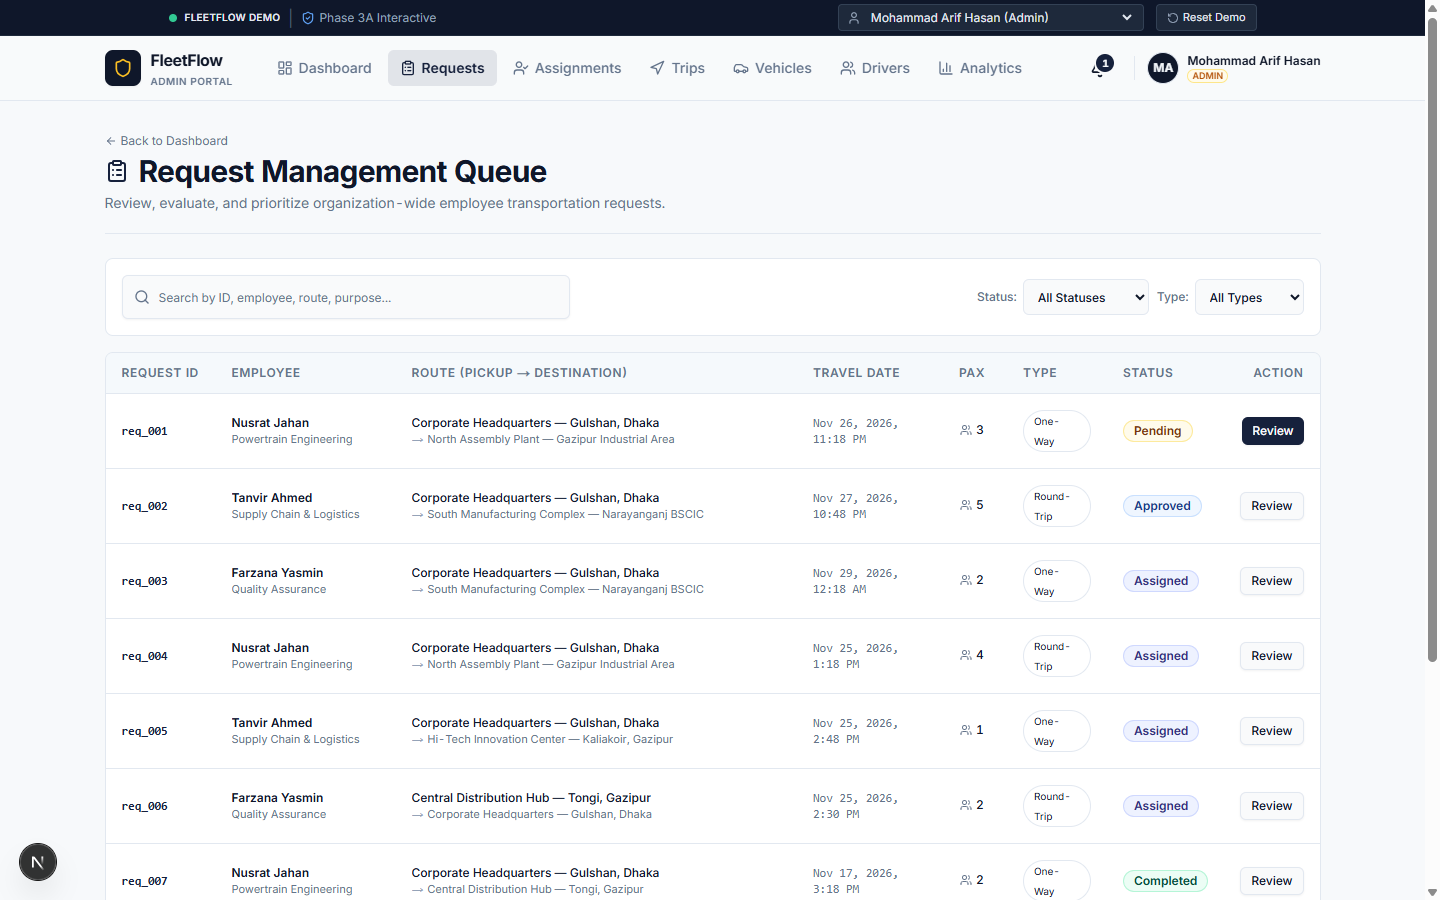 FLEETFLOW DEMO
Phase 3A Interactive
Mohammad Arif Hasan (Admin)
Reset Demo
FleetFlow
ADMIN PORTAL
Dashboard
Requests
Assignments
Trips
Vehicles
Drivers
Analytics
1
MA
Mohammad Arif Hasan
ADMIN
← Back to Dashboard
Request Management Queue
Review, evaluate, and prioritize organization-wide employee transportation requests.
Search by ID, employee, route, purpose...
Status: All Statuses
Type: All Types
REQUEST ID EMPLOYEE ROUTE (PICKUP → DESTINATION) TRAVEL DATE PAX TYPE STATUS ACTION
req_001
Nusrat Jahan
Powertrain Engineering
Corporate Headquarters — Gulshan, Dhaka
→ North Assembly Plant — Gazipur Industrial Area
Nov 26, 2026,
11:18 PM
3
One-
Way
Pending
Review
req_002
Tanvir Ahmed
Supply Chain & Logistics
Corporate Headquarters — Gulshan, Dhaka
→ South Manufacturing Complex — Narayanganj BSCIC
Nov 27, 2026,
10:48 PM
5
Round-
Trip
Approved
Review
req_003
Farzana Yasmin
Quality Assurance
Corporate Headquarters — Gulshan, Dhaka
→ South Manufacturing Complex — Narayanganj BSCIC
Nov 29, 2026,
12:18 AM
2
One-
Way
Assigned
Review
req_004
Nusrat Jahan
Powertrain Engineering
Corporate Headquarters — Gulshan, Dhaka
→ North Assembly Plant — Gazipur Industrial Area
Nov 25, 2026,
1:18 PM
4
Round-
Trip
Assigned
Review
req_005
Tanvir Ahmed
Supply Chain & Logistics
Corporate Headquarters — Gulshan, Dhaka
→ Hi-Tech Innovation Center — Kaliakoir, Gazipur
Nov 25, 2026,
2:48 PM
1
One-
Way
Assigned
Review
req_006
Farzana Yasmin
Quality Assurance
Central Distribution Hub — Tongi, Gazipur
→ Corporate Headquarters — Gulshan, Dhaka
Nov 25, 2026,
2:30 PM
2
Round-
Trip
Assigned
Review
req_007
Nusrat Jahan
Powertrain Engineering
Corporate Headquarters — Gulshan, Dhaka
→ Central Distribution Hub — Tongi, Gazipur
Nov 17, 2026,
3:18 PM
2
One-
Way
Completed
Review
N